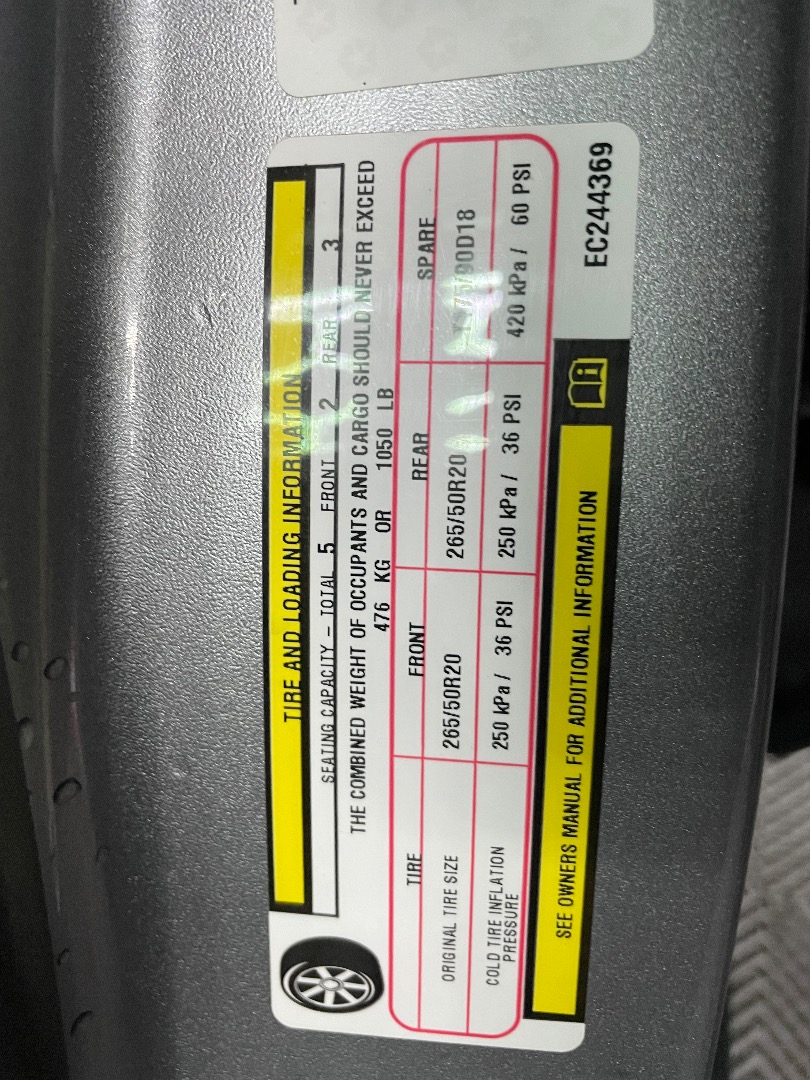 TIRE AND LOADING INFORMATION
SEATING CAPACITY – TOTAL 5 FRONT 2 REAR 3
THE COMBINED WEIGHT OF OCCUPANTS AND CARGO SHOULD NEVER EXCEED
476 KG OR 1050 LB
TIRE FRONT REAR SPARE
ORIGINAL TIRE SIZE 265/50R20 265/50R20
COLD TIRE INFLATION PRESSURE 250 kPa / 36 PSI 250 kPa / 36 PSI 420 kPa / 60 PSI
SEE OWNERS MANUAL FOR ADDITIONAL INFORMATION
EC244369